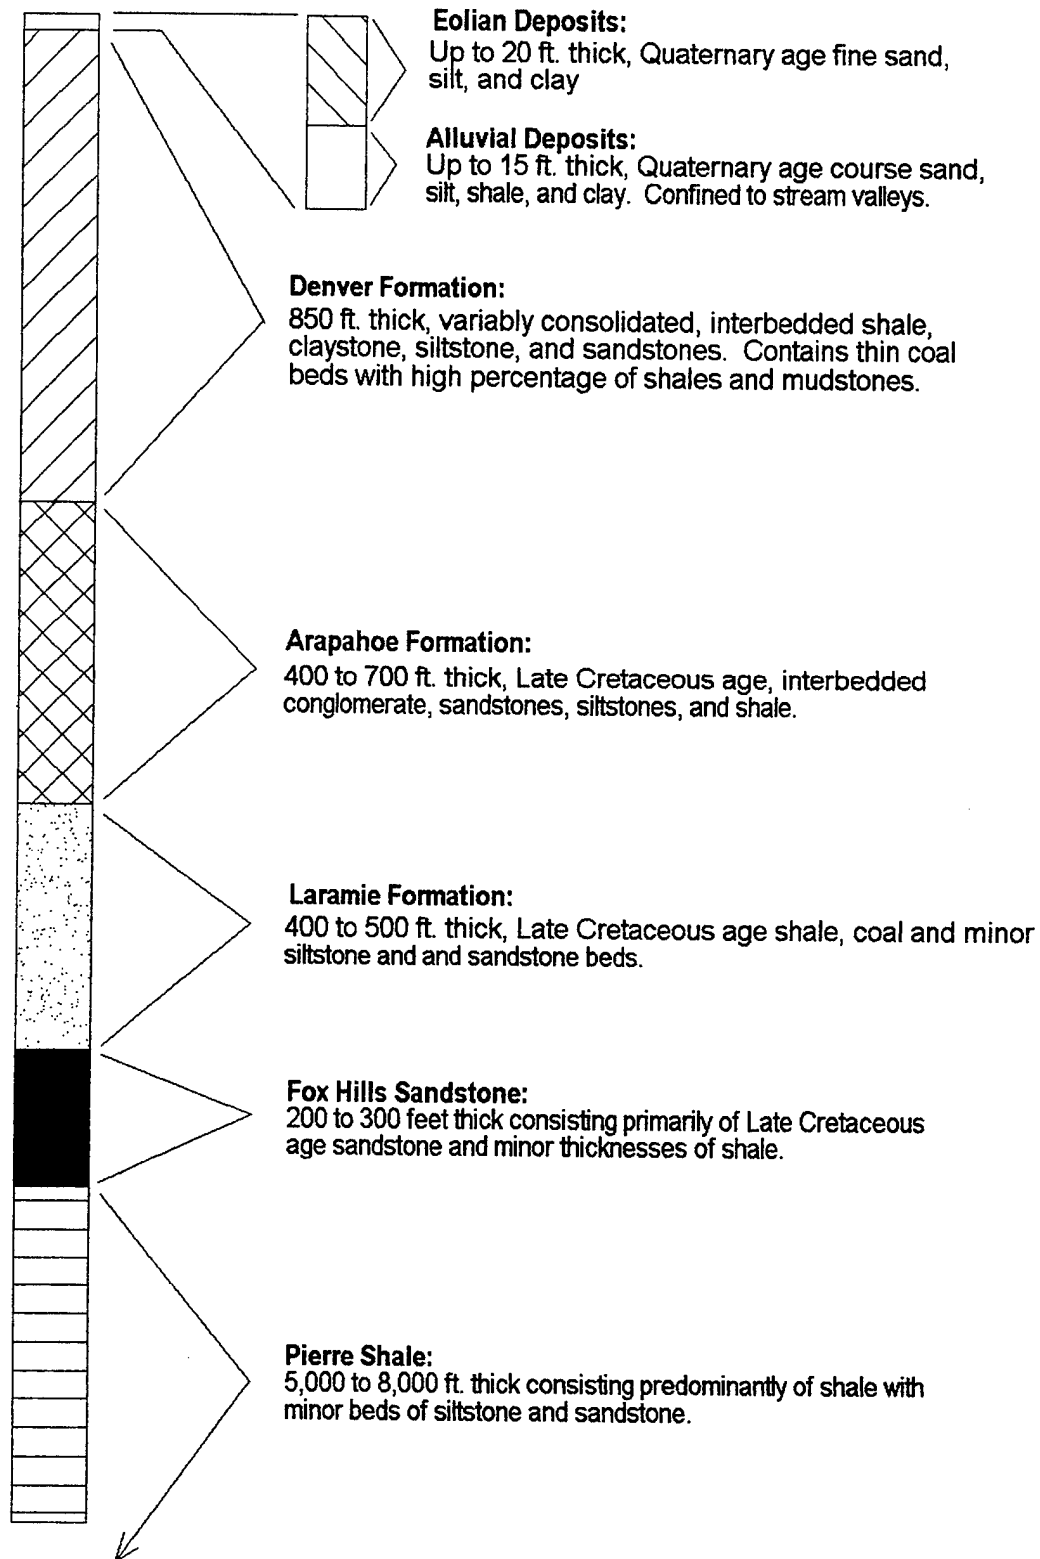 Eolian Deposits:
Up to 20 ft. thick, Quaternary age fine sand,
silt, and clay
Alluvial Deposits:
Up to 15 ft. thick, Quaternary age course sand,
silt, shale, and clay. Confined to stream valleys.
Denver Formation:
850 ft. thick, variably consolidated, interbedded shale,
claystone, siltstone, and sandstones. Contains thin coal
beds with high percentage of shales and mudstones.
Arapahoe Formation:
400 to 700 ft. thick, Late Cretaceous age, interbedded
conglomerate, sandstones, siltstones, and shale.
Laramie Formation:
400 to 500 ft. thick, Late Cretaceous age shale, coal and minor
siltstone and and sandstone beds.
Fox Hills Sandstone:
200 to 300 feet thick consisting primarily of Late Cretaceous
age sandstone and minor thicknesses of shale.
Pierre Shale:
5,000 to 8,000 ft. thick consisting predominantly of shale with
minor beds of siltstone and sandstone.